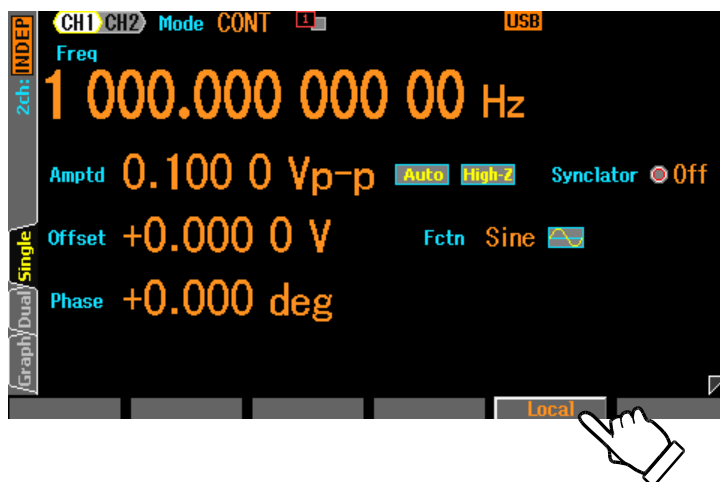 CH1 CH2 Mode CONT 1 USB
2ch: INDEP
Freq
1 000.000 000 00 Hz
Amptd 0.100 0 Vp-p Auto High-Z Synclator Off
Offset +0.000 0 V Fctn Sine
Phase +0.000 deg
Single
Dual
Graph
Local